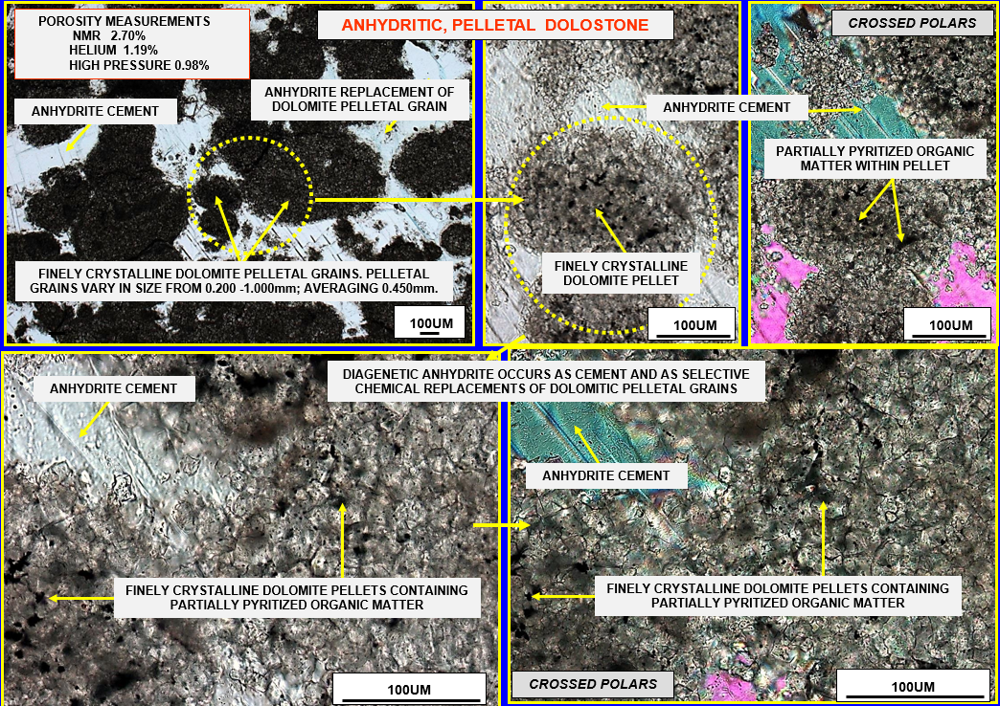 POROSITY MEASUREMENTS
NMR 2.70%
HELIUM 1.19%
HIGH PRESSURE 0.98%
ANHYDRITIC, PELLETAL DOLOSTONE
CROSSED POLARS
ANHYDRITE CEMENT
ANHYDRITE REPLACEMENT OF
DOLOMITE PELLETAL GRAIN
ANHYDRITE CEMENT
PARTIALLY PYRITIZED ORGANIC
MATTER WITHIN PELLET
FINELY CRYSTALLINE DOLOMITE PELLETAL GRAINS. PELLETAL
GRAINS VARY IN SIZE FROM 0.200 -1.000mm; AVERAGING 0.450mm.
FINELY CRYSTALLINE
DOLOMITE PELLET
100UM
100UM
100UM
DIAGENETIC ANHYDRITE OCCURS AS CEMENT AND AS SELECTIVE
CHEMICAL REPLACEMENTS OF DOLOMITIC PELLETAL GRAINS
ANHYDRITE CEMENT
ANHYDRITE CEMENT
FINELY CRYSTALLINE DOLOMITE PELLETS CONTAINING
PARTIALLY PYRITIZED ORGANIC MATTER
FINELY CRYSTALLINE DOLOMITE PELLETS CONTAINING
PARTIALLY PYRITIZED ORGANIC MATTER
100UM
CROSSED POLARS
100UM